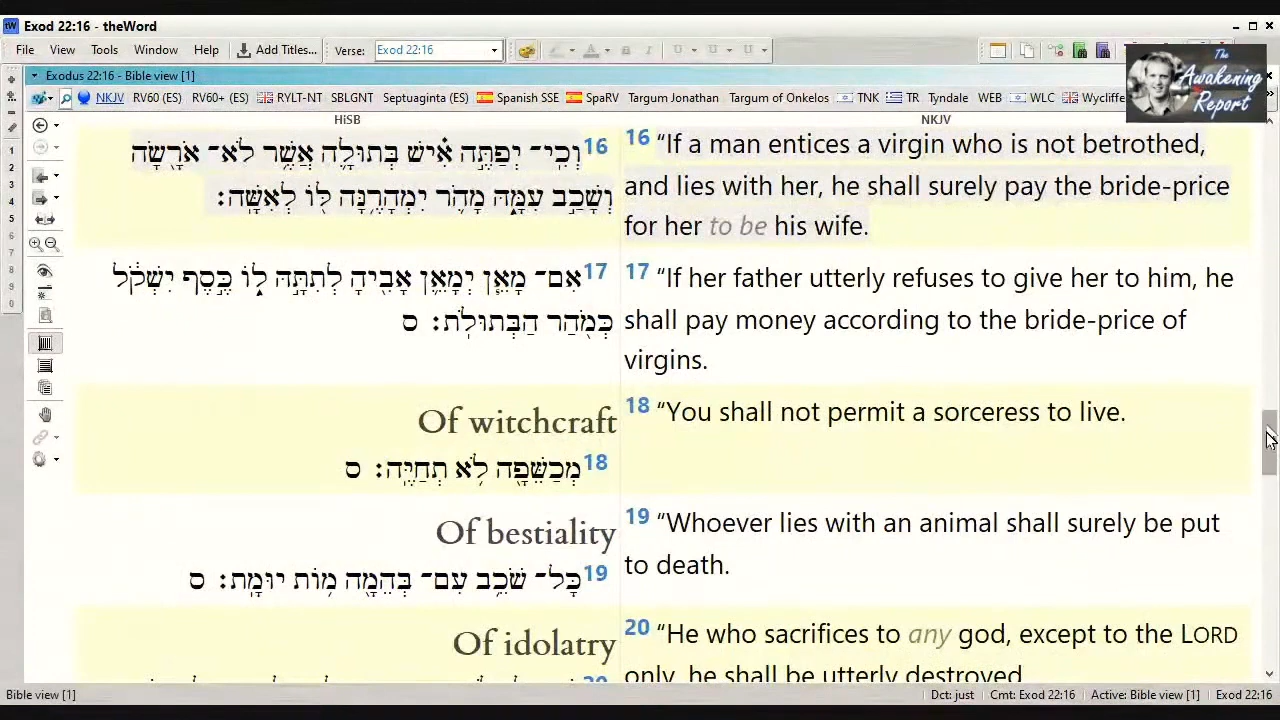 Exod 22:16 - theWord
File View Tools Window Help Add Titles... Verse: Exod 22:16
The
Awakening
Report
Exodus 22:16 - Bible view [1]
NKJV RV60 (ES) RV60+ (ES) RYLT-NT SBLGNT Septuaginta (ES) Spanish SSE SpaRV Targum Jonathan Targum of Onkelos TNK TR Tyndale WEB WLC Wycliffe
HiSB
NKJV
16 וְכִֽי־ יְפַתֶּ֣ה אִ֗ישׁ בְּתוּלָ֛ה אֲשֶׁ֥ר לֹא־ אֹרָ֖שָׂה
וְשָׁכַ֣ב עִמָּ֑הּ מָהֹ֛ר יִמְהָרֶ֥נָּה לּ֖וֹ לְאִשָּֽׁה׃
16 “If a man entices a virgin who is not betrothed,
and lies with her, he shall surely pay the bride-price
for her to be his wife.
17 אִם־ מָאֵ֧ן יְמָאֵ֛ן אָבִ֖יהָ לְתִתָּ֣הּ ל֑וֹ כֶּ֣סֶף יִשְׁקֹ֔ל
כְּמֹ֖הַר הַבְּתוּלֹֽת׃ ס
17 “If her father utterly refuses to give her to him, he
shall pay money according to the bride-price of
virgins.
Of witchcraft
18 מְכַשֵּׁפָ֖ה לֹ֥א תְחַיֶּֽה׃ ס
18 “You shall not permit a sorceress to live.
Of bestiality
19 כָּל־ שֹׁכֵ֥ב עִם־ בְּהֵמָ֖ה מ֥וֹת יוּמָֽת׃ ס
19 “Whoever lies with an animal shall surely be put
to death.
Of idolatry
20 “He who sacrifices to any god, except to the LORD
only, he shall be utterly destroyed
Bible view [1] Dct: just Cmt: Exod 22:16 Active: Bible view [1] Exod 22:16